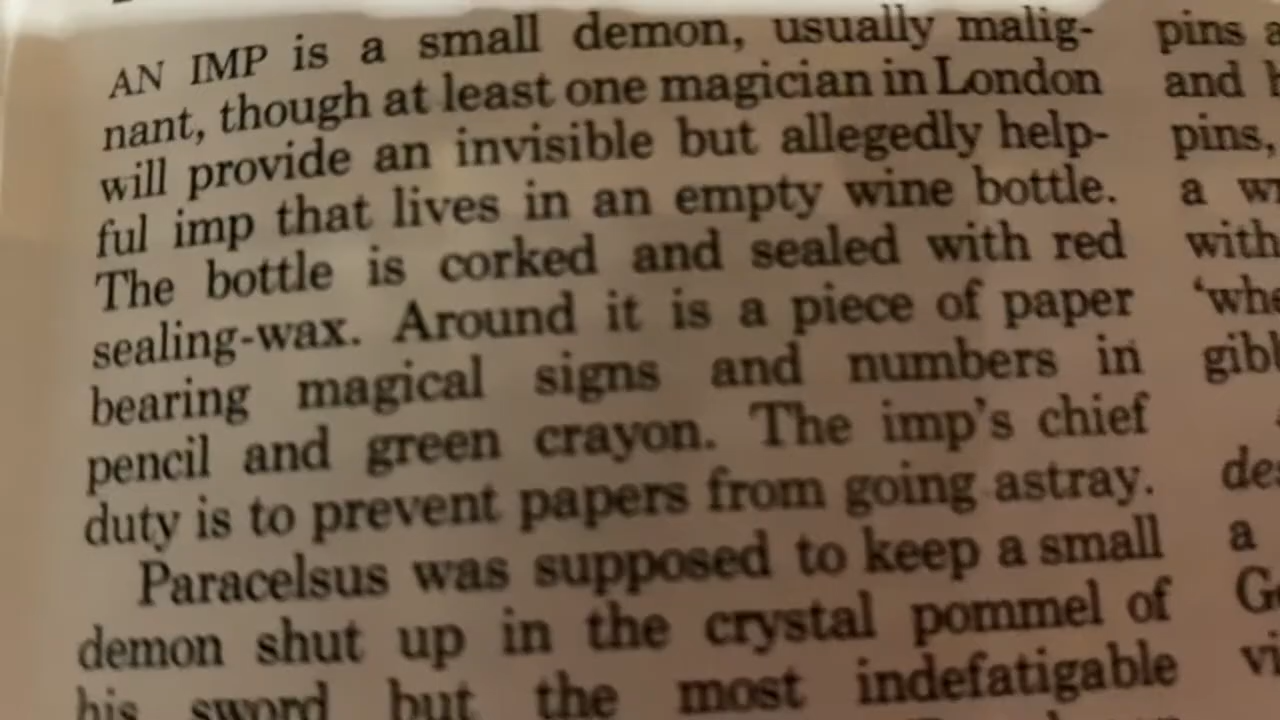 AN IMP is a small demon, usually malig-
nant, though at least one magician in London
will provide an invisible but allegedly help-
ful imp that lives in an empty wine bottle.
The bottle is corked and sealed with red
sealing-wax. Around it is a piece of paper
bearing magical signs and numbers in
pencil and green crayon. The imp's chief
duty is to prevent papers from going astray.
Paracelsus was supposed to keep a small
demon shut up in the crystal pommel of
his sword but the most indefatigable
pins
and
pins,
a
with
a